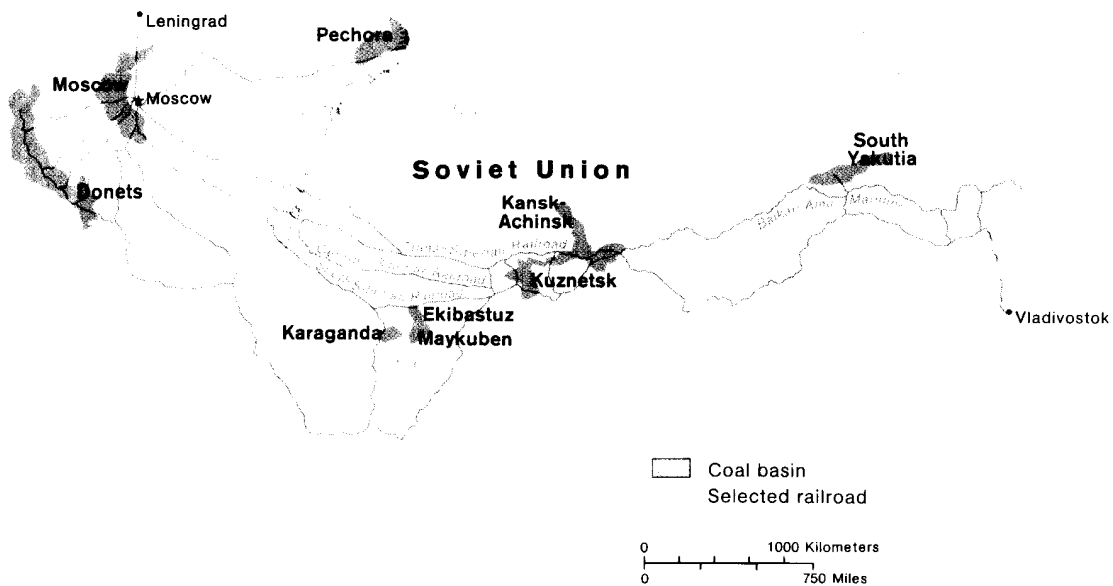 Leningrad
Pechora
Moscow
Moscow
South
Yakutia
Soviet Union
Donets
Kansk-
Achinsk
Railroad
Kuznetsk
Ekibastuz
Karaganda
Maykuben
Vladivostok
Coal basin
Selected railroad
0 1000 Kilometers
0 750 Miles